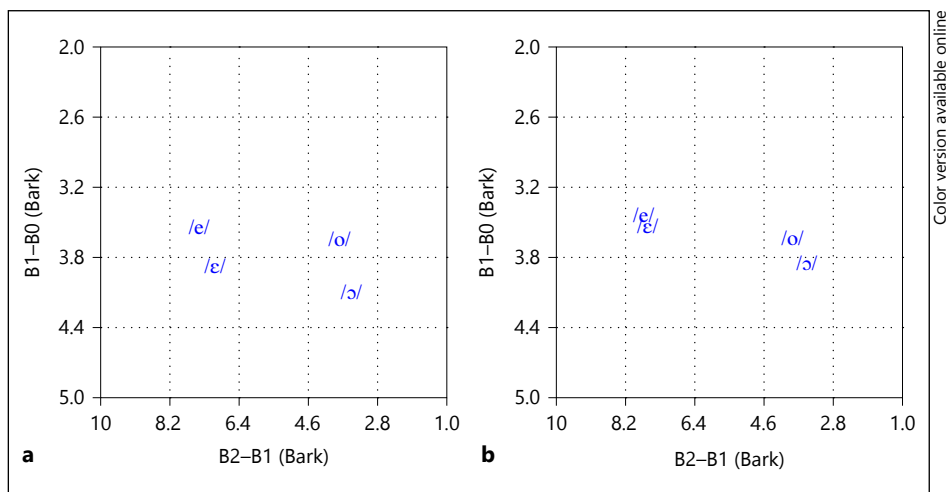 2.0
2.6
3.2
3.8
4.4
5.0
B1–B0 (Bark)
/e/
/ɛ/
/o/
/ɔ/
10 8.2 6.4 4.6 2.8 1.0
a
B2–B1 (Bark)
2.0
2.6
3.2
3.8
4.4
5.0
B1–B0 (Bark)
/e/
/ɛ/
/o/
/ɔ/
10 8.2 6.4 4.6 2.8 1.0
b
B2–B1 (Bark)
Color version available online